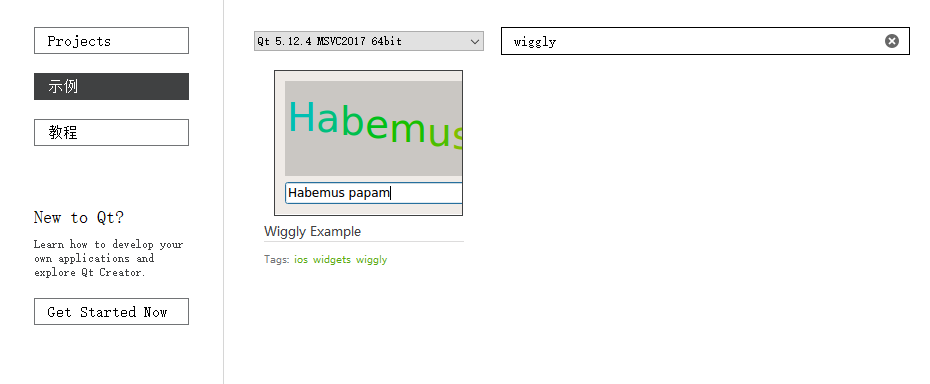 Projects
示例
教程
New to Qt?
Learn how to develop your
own applications and
explore Qt Creator.
Get Started Now
Qt 5.12.4 MSVC2017 64bit
wiggly
Habemus
Habemus papam
Wiggly Example
Tags: ios widgets wiggly